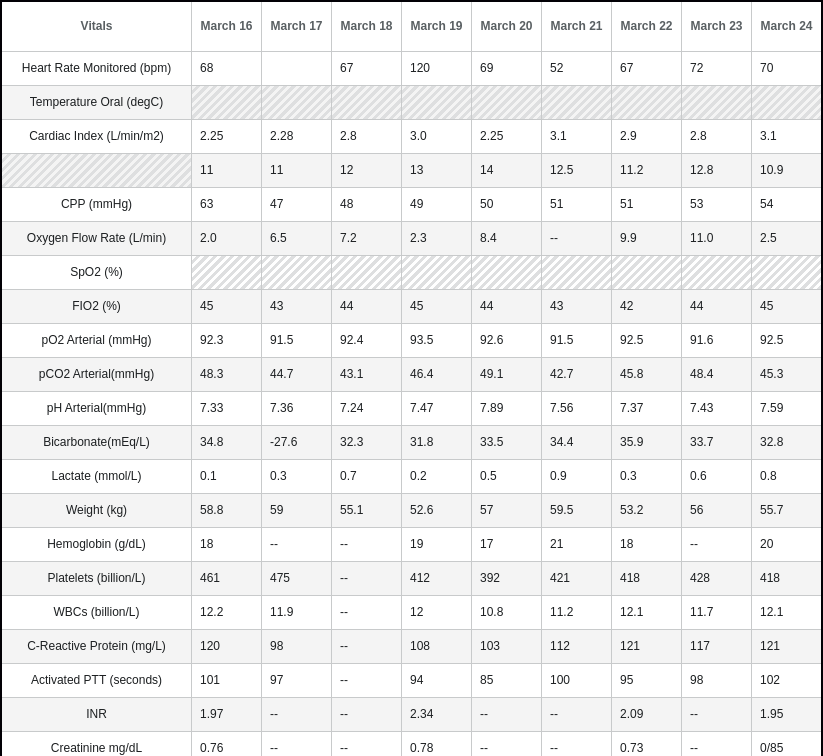 Vitals March 16 March 17 March 18 March 19 March 20 March 21 March 22 March 23 March 24
Heart Rate Monitored (bpm) 68 67 120 69 52 67 72 70
Temperature Oral (degC)
Cardiac Index (L/min/m2) 2.25 2.28 2.8 3.0 2.25 3.1 2.9 2.8 3.1
11 11 12 13 14 12.5 11.2 12.8 10.9
CPP (mmHg) 63 47 48 49 50 51 51 53 54
Oxygen Flow Rate (L/min) 2.0 6.5 7.2 2.3 8.4 -- 9.9 11.0 2.5
SpO2 (%)
FIO2 (%) 45 43 44 45 44 43 42 44 45
pO2 Arterial (mmHg) 92.3 91.5 92.4 93.5 92.6 91.5 92.5 91.6 92.5
pCO2 Arterial(mmHg) 48.3 44.7 43.1 46.4 49.1 42.7 45.8 48.4 45.3
pH Arterial(mmHg) 7.33 7.36 7.24 7.47 7.89 7.56 7.37 7.43 7.59
Bicarbonate(mEq/L) 34.8 -27.6 32.3 31.8 33.5 34.4 35.9 33.7 32.8
Lactate (mmol/L) 0.1 0.3 0.7 0.2 0.5 0.9 0.3 0.6 0.8
Weight (kg) 58.8 59 55.1 52.6 57 59.5 53.2 56 55.7
Hemoglobin (g/dL) 18 -- -- 19 17 21 18 -- 20
Platelets (billion/L) 461 475 -- 412 392 421 418 428 418
WBCs (billion/L) 12.2 11.9 -- 12 10.8 11.2 12.1 11.7 12.1
C-Reactive Protein (mg/L) 120 98 -- 108 103 112 121 117 121
Activated PTT (seconds) 101 97 -- 94 85 100 95 98 102
INR 1.97 -- -- 2.34 -- -- 2.09 -- 1.95
Creatinine mg/dL 0.76 -- -- 0.78 -- -- 0.73 -- 0/85